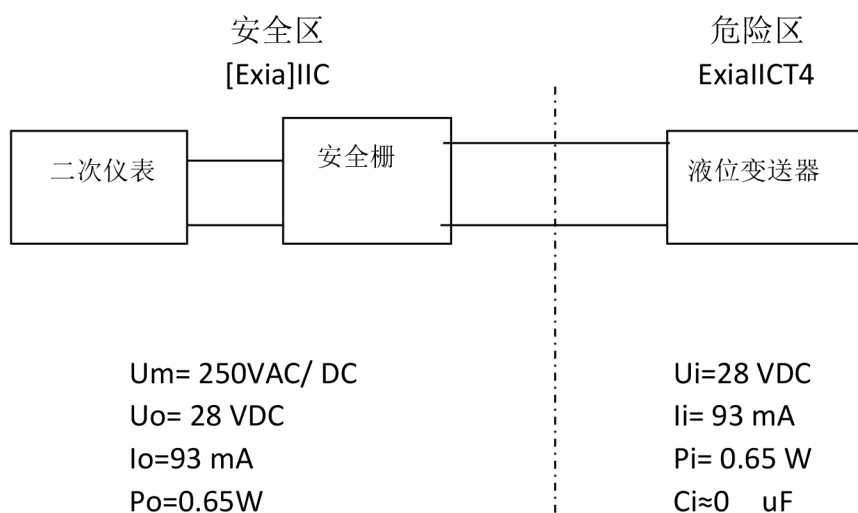 安全区
[Exia]IIC
危险区
ExiaIICT4
二次仪表
安全栅
液位变送器
Um= 250VAC/ DC
Uo= 28 VDC
Io=93 mA
Po=0.65W
Ui=28 VDC
Ii= 93 mA
Pi= 0.65 W
Ci≈0 uF